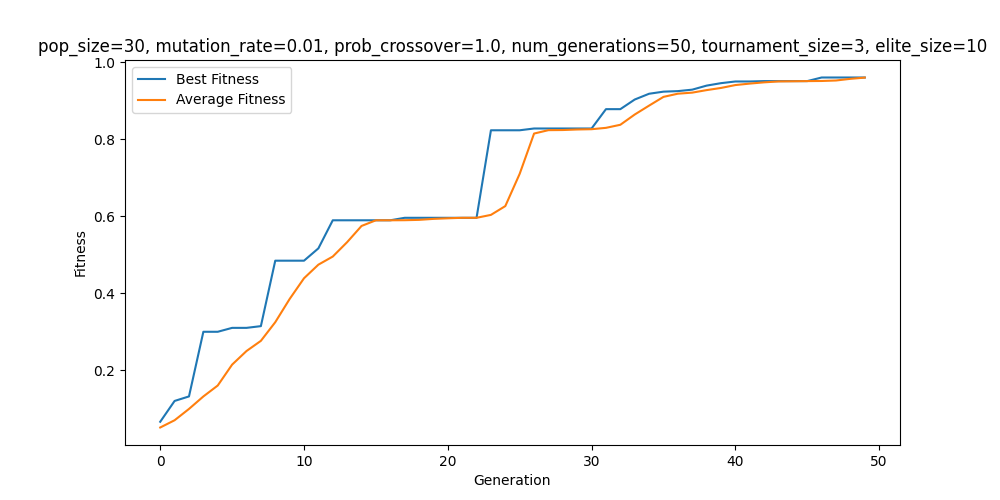 pop_size=30, mutation_rate=0.01, prob_crossover=1.0, num_generations=50, tournament_size=3, elite_size=10
Best Fitness
Average Fitness
1.0
0.8
0.6
0.4
0.2
Fitness
0 10 20 30 40 50
Generation